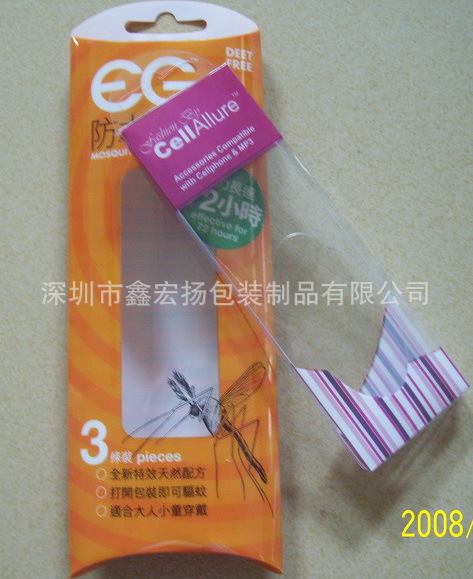 DEET
FREE
EG
防
MOSQUI
Fashion By
CellAllure™
Accessories Compatible
with Cellphone & MP3
2小時
effective for
72 hours
深圳市鑫宏扬包装制品有限公司
3 條裝 pieces
全新特效天然配方
打開包裝即可驅蚊
適合大人小童穿戴
2008/